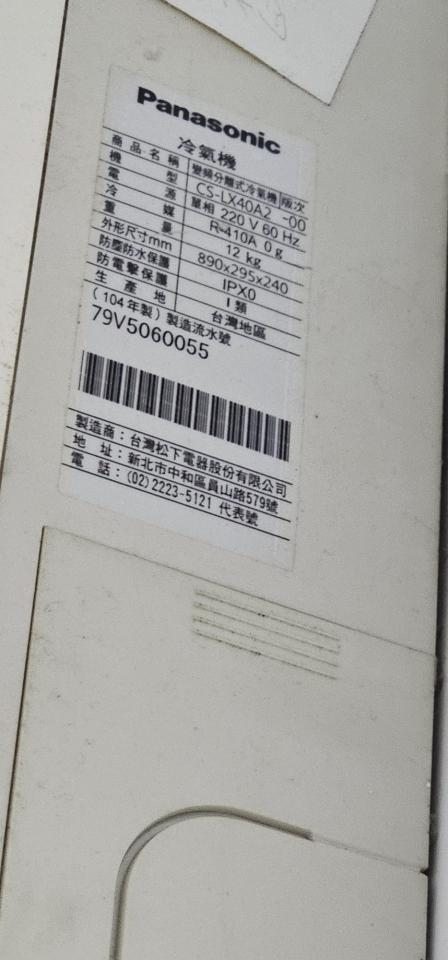 Panasonic
冷氣機
商品名稱 變頻分離式冷氣機 版次
機型 CS-LX40A2 -00
電源 單相 220 V 60 Hz
冷媒 R-410A 0 g
重量 12 kg
外形尺寸mm 890x295x240
防塵防水保護 IPX0
防電擊保護 I 類
生產地 台灣地區
(104年製) 製造流水號
79V5060055
製造商：台灣松下電器股份有限公司
地址：新北市中和區員山路579號
電話：(02)2223-5121 代表號